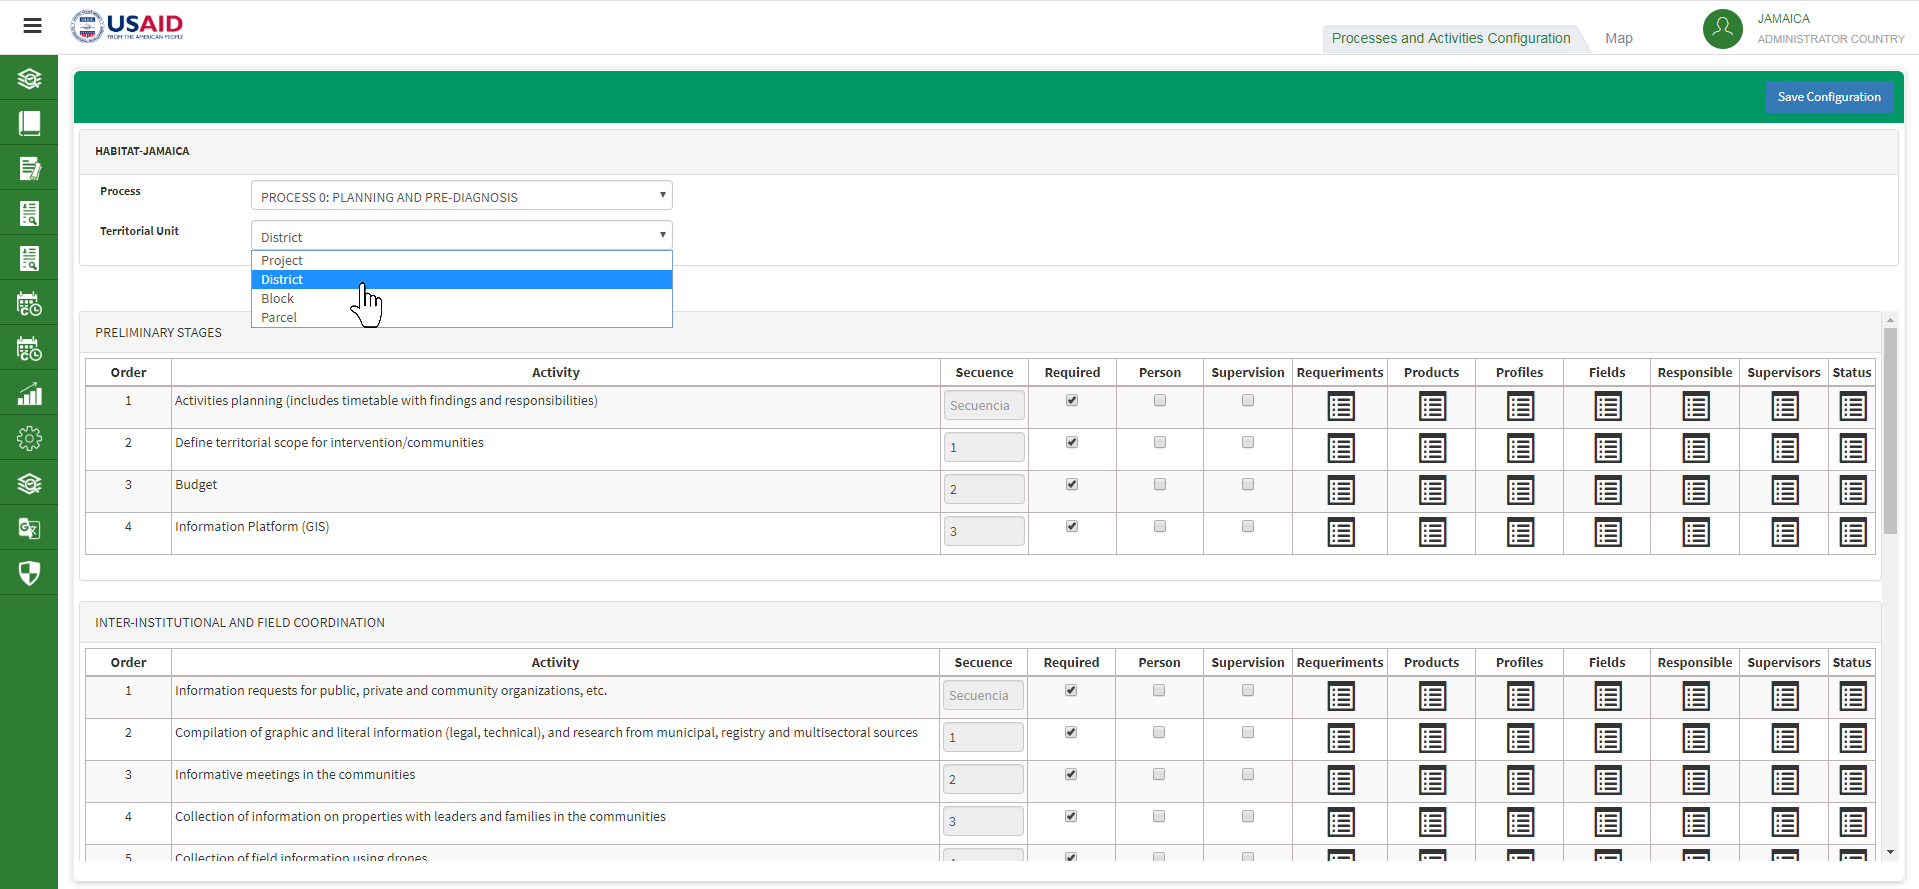 USAID
FROM THE AMERICAN PEOPLE
Processes and Activities Configuration
Map
JAMAICA
ADMINISTRATOR COUNTRY
Save Configuration
HABITAT-JAMAICA
Process
PROCESS 0: PLANNING AND PRE-DIAGNOSIS
Territorial Unit
District
Project
District
Block
Parcel
PRELIMINARY STAGES
Order Activity Secuence Required Person Supervision Requeriments Products Profiles Fields Responsible Supervisors Status
1 Activities planning (includes timetable with findings and responsibilities) Secuencia
2 Define territorial scope for intervention/communities 1
3 Budget 2
4 Information Platform (GIS) 3
INTER-INSTITUTIONAL AND FIELD COORDINATION
Order Activity Secuence Required Person Supervision Requeriments Products Profiles Fields Responsible Supervisors Status
1 Information requests for public, private and community organizations, etc. Secuencia
2 Compilation of graphic and literal information (legal, technical), and research from municipal, registry and multisectoral sources 1
3 Informative meetings in the communities 2
4 Collection of information on properties with leaders and families in the communities 3
5 Collection of field information using drones